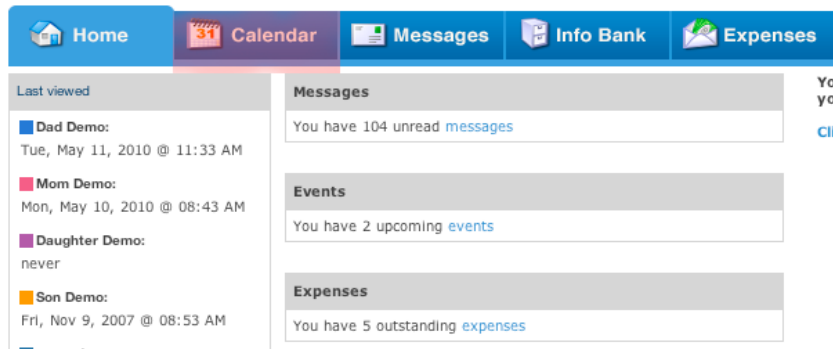 Home
31 Calendar
Messages
Info Bank
Expenses
Last viewed
Dad Demo:
Tue, May 11, 2010 @ 11:33 AM
Mom Demo:
Mon, May 10, 2010 @ 08:43 AM
Daughter Demo:
never
Son Demo:
Fri, Nov 9, 2007 @ 08:53 AM
Messages
You have 104 unread messages
Events
You have 2 upcoming events
Expenses
You have 5 outstanding expenses